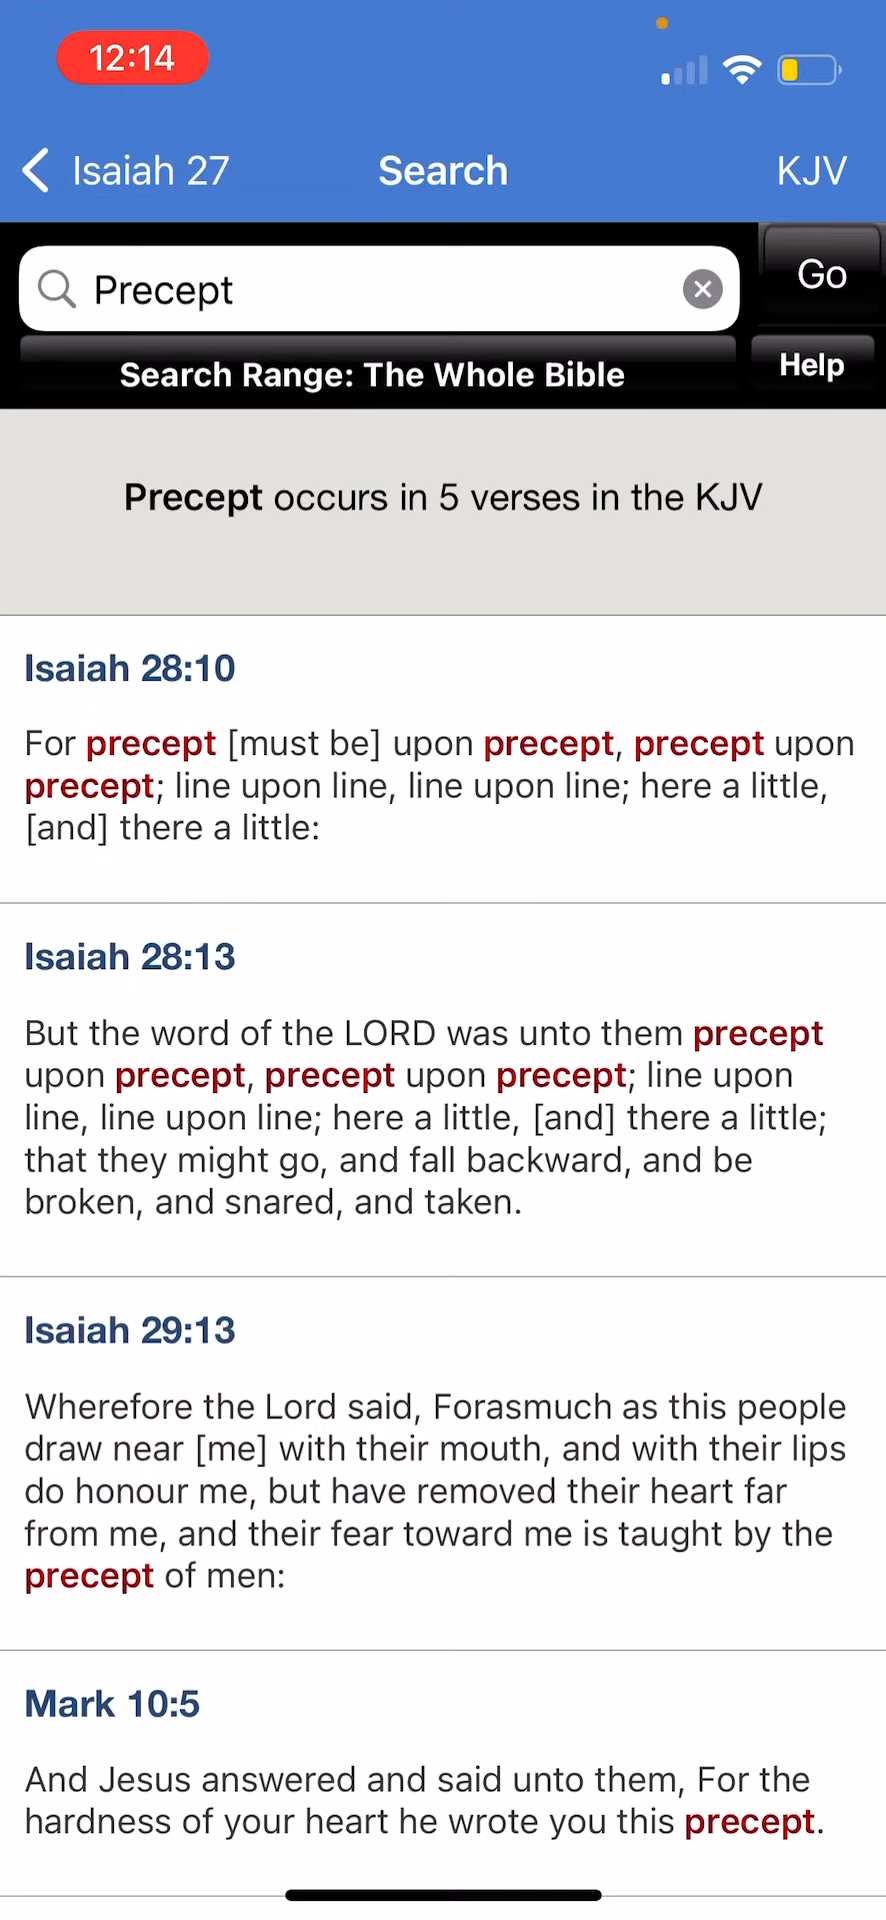 12:14
Isaiah 27
Search
KJV
Precept
Go
Search Range: The Whole Bible
Help
Precept occurs in 5 verses in the KJV
Isaiah 28:10
For precept [must be] upon precept, precept upon
precept; line upon line, line upon line; here a little,
[and] there a little:
Isaiah 28:13
But the word of the LORD was unto them precept
upon precept, precept upon precept; line upon
line, line upon line; here a little, [and] there a little;
that they might go, and fall backward, and be
broken, and snared, and taken.
Isaiah 29:13
Wherefore the Lord said, Forasmuch as this people
draw near [me] with their mouth, and with their lips
do honour me, but have removed their heart far
from me, and their fear toward me is taught by the
precept of men:
Mark 10:5
And Jesus answered and said unto them, For the
hardness of your heart he wrote you this precept.